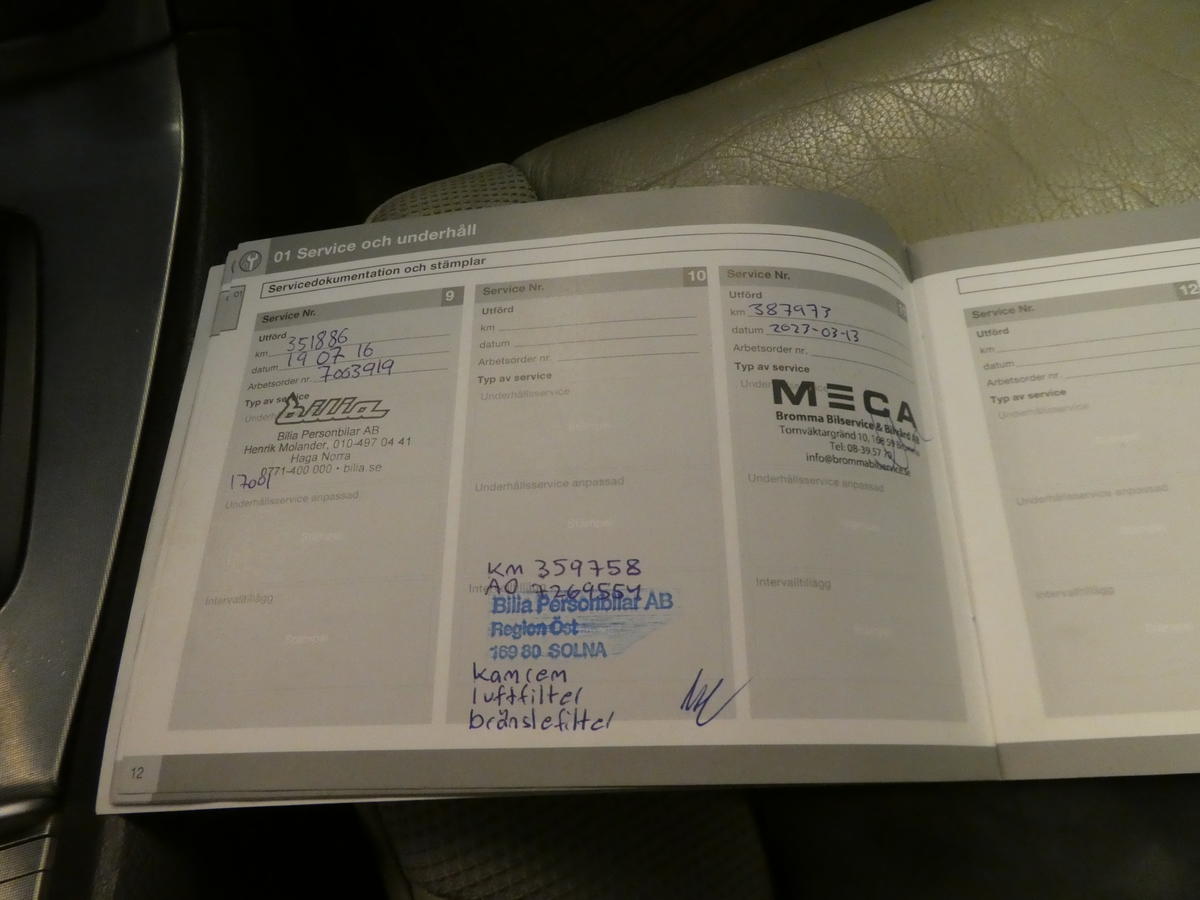 01 Service och underhåll
Servicedokumentation och stämplar
01
Service Nr. 9
Utförd
km 351886
datum 19 07 16
Arbetsorder nr. 7003919
Typ av service
bilia
Bilia Personbilar AB
Henrik Molander, 010-497 04 41
Haga Norra
0771-400 000 • bilia.se
Underhållsservice anpassad
Stämpel
Intervalltillägg
Stämpel
12
Service Nr. 10
Utförd
km
datum
Arbetsorder nr.
Typ av service
Underhållsservice
Stämpel
Underhållsservice anpassad
Stämpel
km 359758
AO 7269554
Bilia Personbilar AB
Region Öst
169 80 SOLNA
kamrem
luftfilter
bränslefilter
Service Nr.
Utförd
km 387973
datum 2023-03-13
Arbetsorder nr.
Typ av service
MECA
Bromma Bilservice & Bilvård AB
Tornväktargränd 10, 168 59
Tel: 08-39 57
info@brommabilservice.se
Underhållsservice anpassad
Stämpel
Intervalltillägg
Stämpel
Service Nr. 12
Utförd
km
datum
Arbetsorder nr.
Typ av service
Underhållsservice
Stämpel
Underhållsservice anpassad
Stämpel
Intervalltillägg
Stämpel